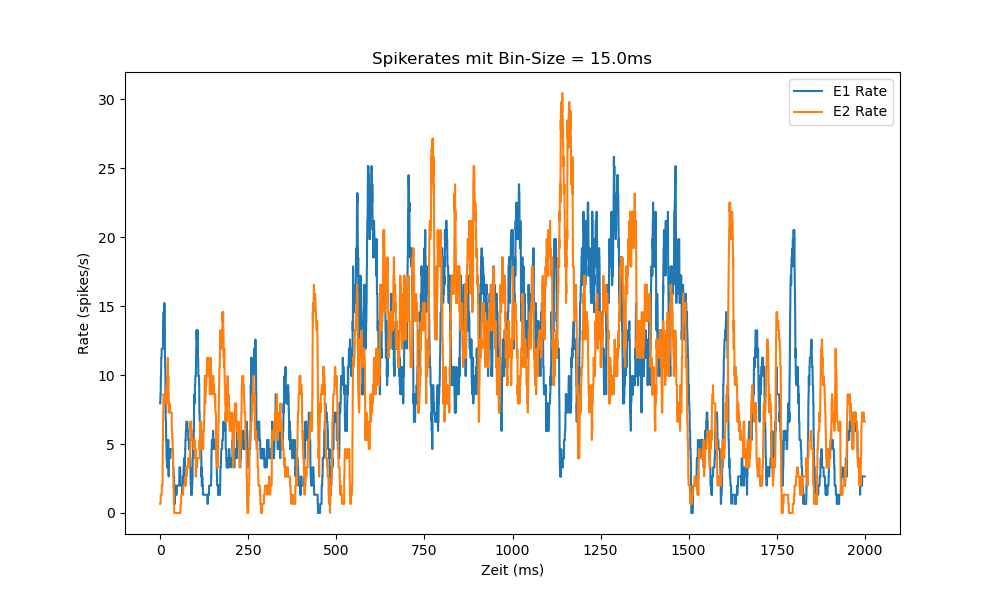 Spikerates mit Bin-Size = 15.0ms
E1 Rate
E2 Rate
30
25
20
15
10
5
0
Rate (spikes/s)
0 250 500 750 1000 1250 1500 1750 2000
Zeit (ms)